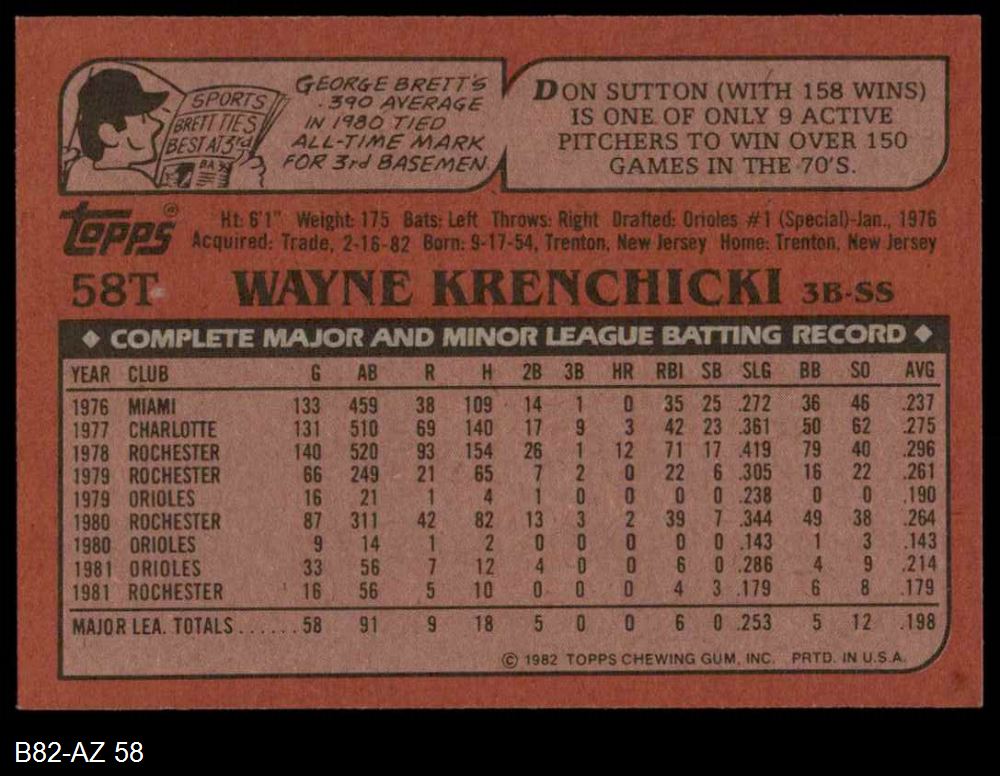 SPORTS
BRETT TIES
BEST AT 3rd
BA
GEORGE BRETT'S
.390 AVERAGE
IN 1980 TIED
ALL-TIME MARK
FOR 3rd BASEMEN.
DON SUTTON (WITH 158 WINS)
IS ONE OF ONLY 9 ACTIVE
PITCHERS TO WIN OVER 150
GAMES IN THE 70'S.
Topps®
Ht: 6'1" Weight: 175 Bats: Left Throws: Right Drafted: Orioles #1 (Special)-Jan., 1976
Acquired: Trade, 2-16-82 Born: 9-17-54, Trenton, New Jersey Home: Trenton, New Jersey
58T WAYNE KRENCHICKI 3B-SS
◆ COMPLETE MAJOR AND MINOR LEAGUE BATTING RECORD ◆
YEAR CLUB G AB R H 2B 3B HR RBI SB SLG BB SO AVG
1976 MIAMI 133 459 38 109 14 1 0 35 25 .272 36 46 .237
1977 CHARLOTTE 131 510 69 140 17 9 3 42 23 .361 50 62 .275
1978 ROCHESTER 140 520 93 154 26 1 12 71 17 .419 79 40 .296
1979 ROCHESTER 66 249 21 65 7 2 0 22 6 .305 16 22 .261
1979 ORIOLES 16 21 1 4 1 0 0 0 0 .238 0 0 .190
1980 ROCHESTER 87 311 42 82 13 3 2 39 7 .344 49 38 .264
1980 ORIOLES 9 14 1 2 0 0 0 0 0 .143 1 3 .143
1981 ORIOLES 33 56 7 12 4 0 0 6 0 .286 4 9 .214
1981 ROCHESTER 16 56 5 10 0 0 0 4 3 .179 6 8 .179
MAJOR LEA. TOTALS...... 58 91 9 18 5 0 0 6 0 .253 5 12 .198
© 1982 TOPPS CHEWING GUM, INC. PRTD. IN U.S.A.
B82-AZ 58